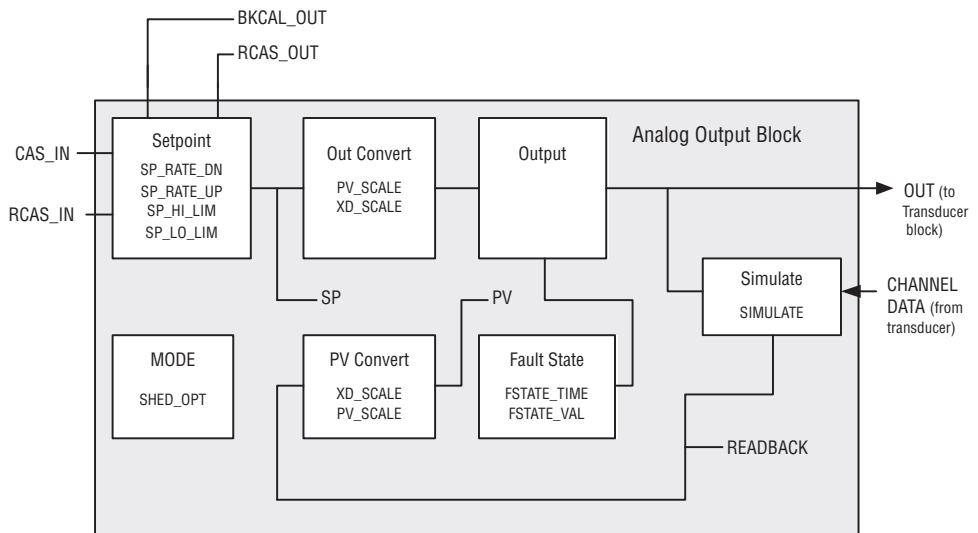 BKCAL_OUT
RCAS_OUT
Analog Output Block
CAS_IN
RCAS_IN
Setpoint
SP_RATE_DN
SP_RATE_UP
SP_HI_LIM
SP_LO_LIM
Out Convert
PV_SCALE
XD_SCALE
Output
OUT (to
Transducer
block)
SP
PV
Simulate
SIMULATE
CHANNEL
DATA (from
transducer)
MODE
SHED_OPT
PV Convert
XD_SCALE
PV_SCALE
Fault State
FSTATE_TIME
FSTATE_VAL
READBACK